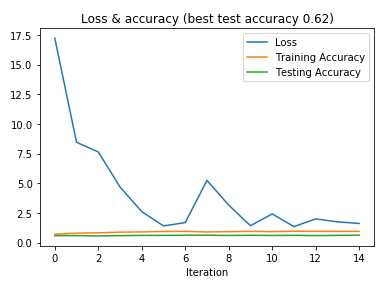 Loss & accuracy (best test accuracy 0.62)
17.5
15.0
12.5
10.0
7.5
5.0
2.5
0.0
Loss
Training Accuracy
Testing Accuracy
0 2 4 6 8 10 12 14
Iteration